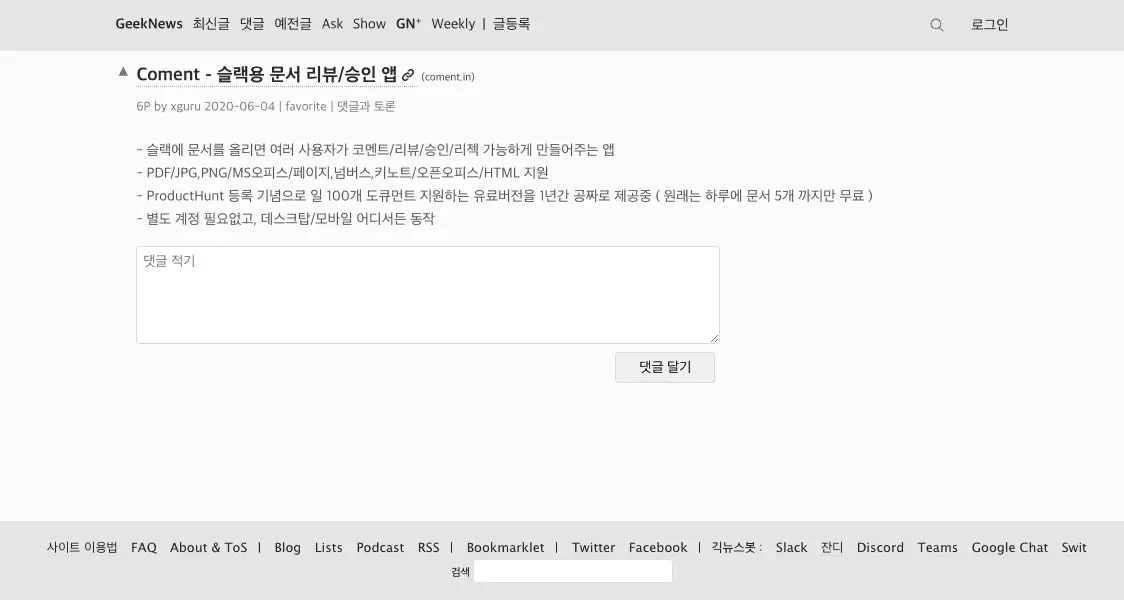 GeekNews 최신글 댓글 예전글 Ask Show GN⁺ Weekly | 글등록 로그인
▲ Coment - 슬랙용 문서 리뷰/승인 앱 (coment.in)
6P by xguru 2020-06-04 | favorite | 댓글과 토론
- 슬랙에 문서를 올리면 여러 사용자가 코멘트/리뷰/승인/리젝 가능하게 만들어주는 앱
- PDF/JPG,PNG/MS오피스/페이지,넘버스,키노트/오픈오피스/HTML 지원
- ProductHunt 등록 기념으로 일 100개 도큐먼트 지원하는 유료버전을 1년간 공짜로 제공중 ( 원래는 하루에 문서 5개 까지만 무료 )
- 별도 계정 필요없고, 데스크탑/모바일 어디서든 동작
댓글 적기
댓글 달기
사이트 이용법 FAQ About & ToS | Blog Lists Podcast RSS | Bookmarklet | Twitter Facebook | 긱뉴스봇 : Slack 잔디 Discord Teams Google Chat Swit
검색